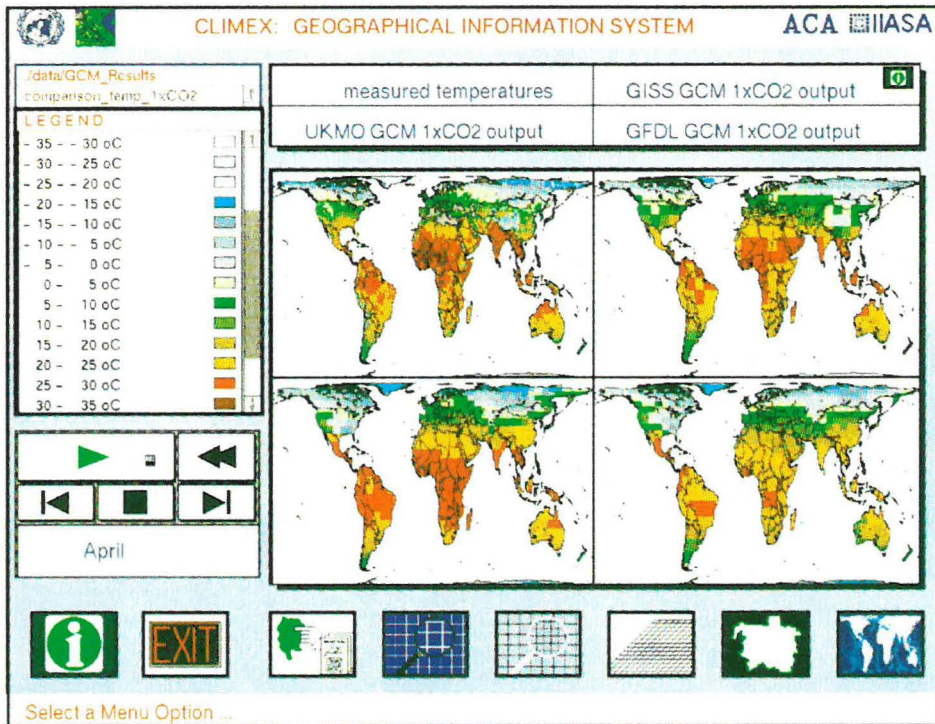 CLIMEX: GEOGRAPHICAL INFORMATION SYSTEM
ACA IIASA
./data/GCM_Results
comparison_temp_1xCO2
LEGEND
- 35 - - 30 oC
- 30 - - 25 oC
- 25 - - 20 oC
- 20 - - 15 oC
- 15 - - 10 oC
- 10 - - 5 oC
- 5 - 0 oC
0 - 5 oC
5 - 10 oC
10 - 15 oC
15 - 20 oC
20 - 25 oC
25 - 30 oC
30 - 35 oC
measured temperatures
GISS GCM 1xCO2 output
UKMO GCM 1xCO2 output
GFDL GCM 1xCO2 output
April
i
EXIT
Select a Menu Option ...